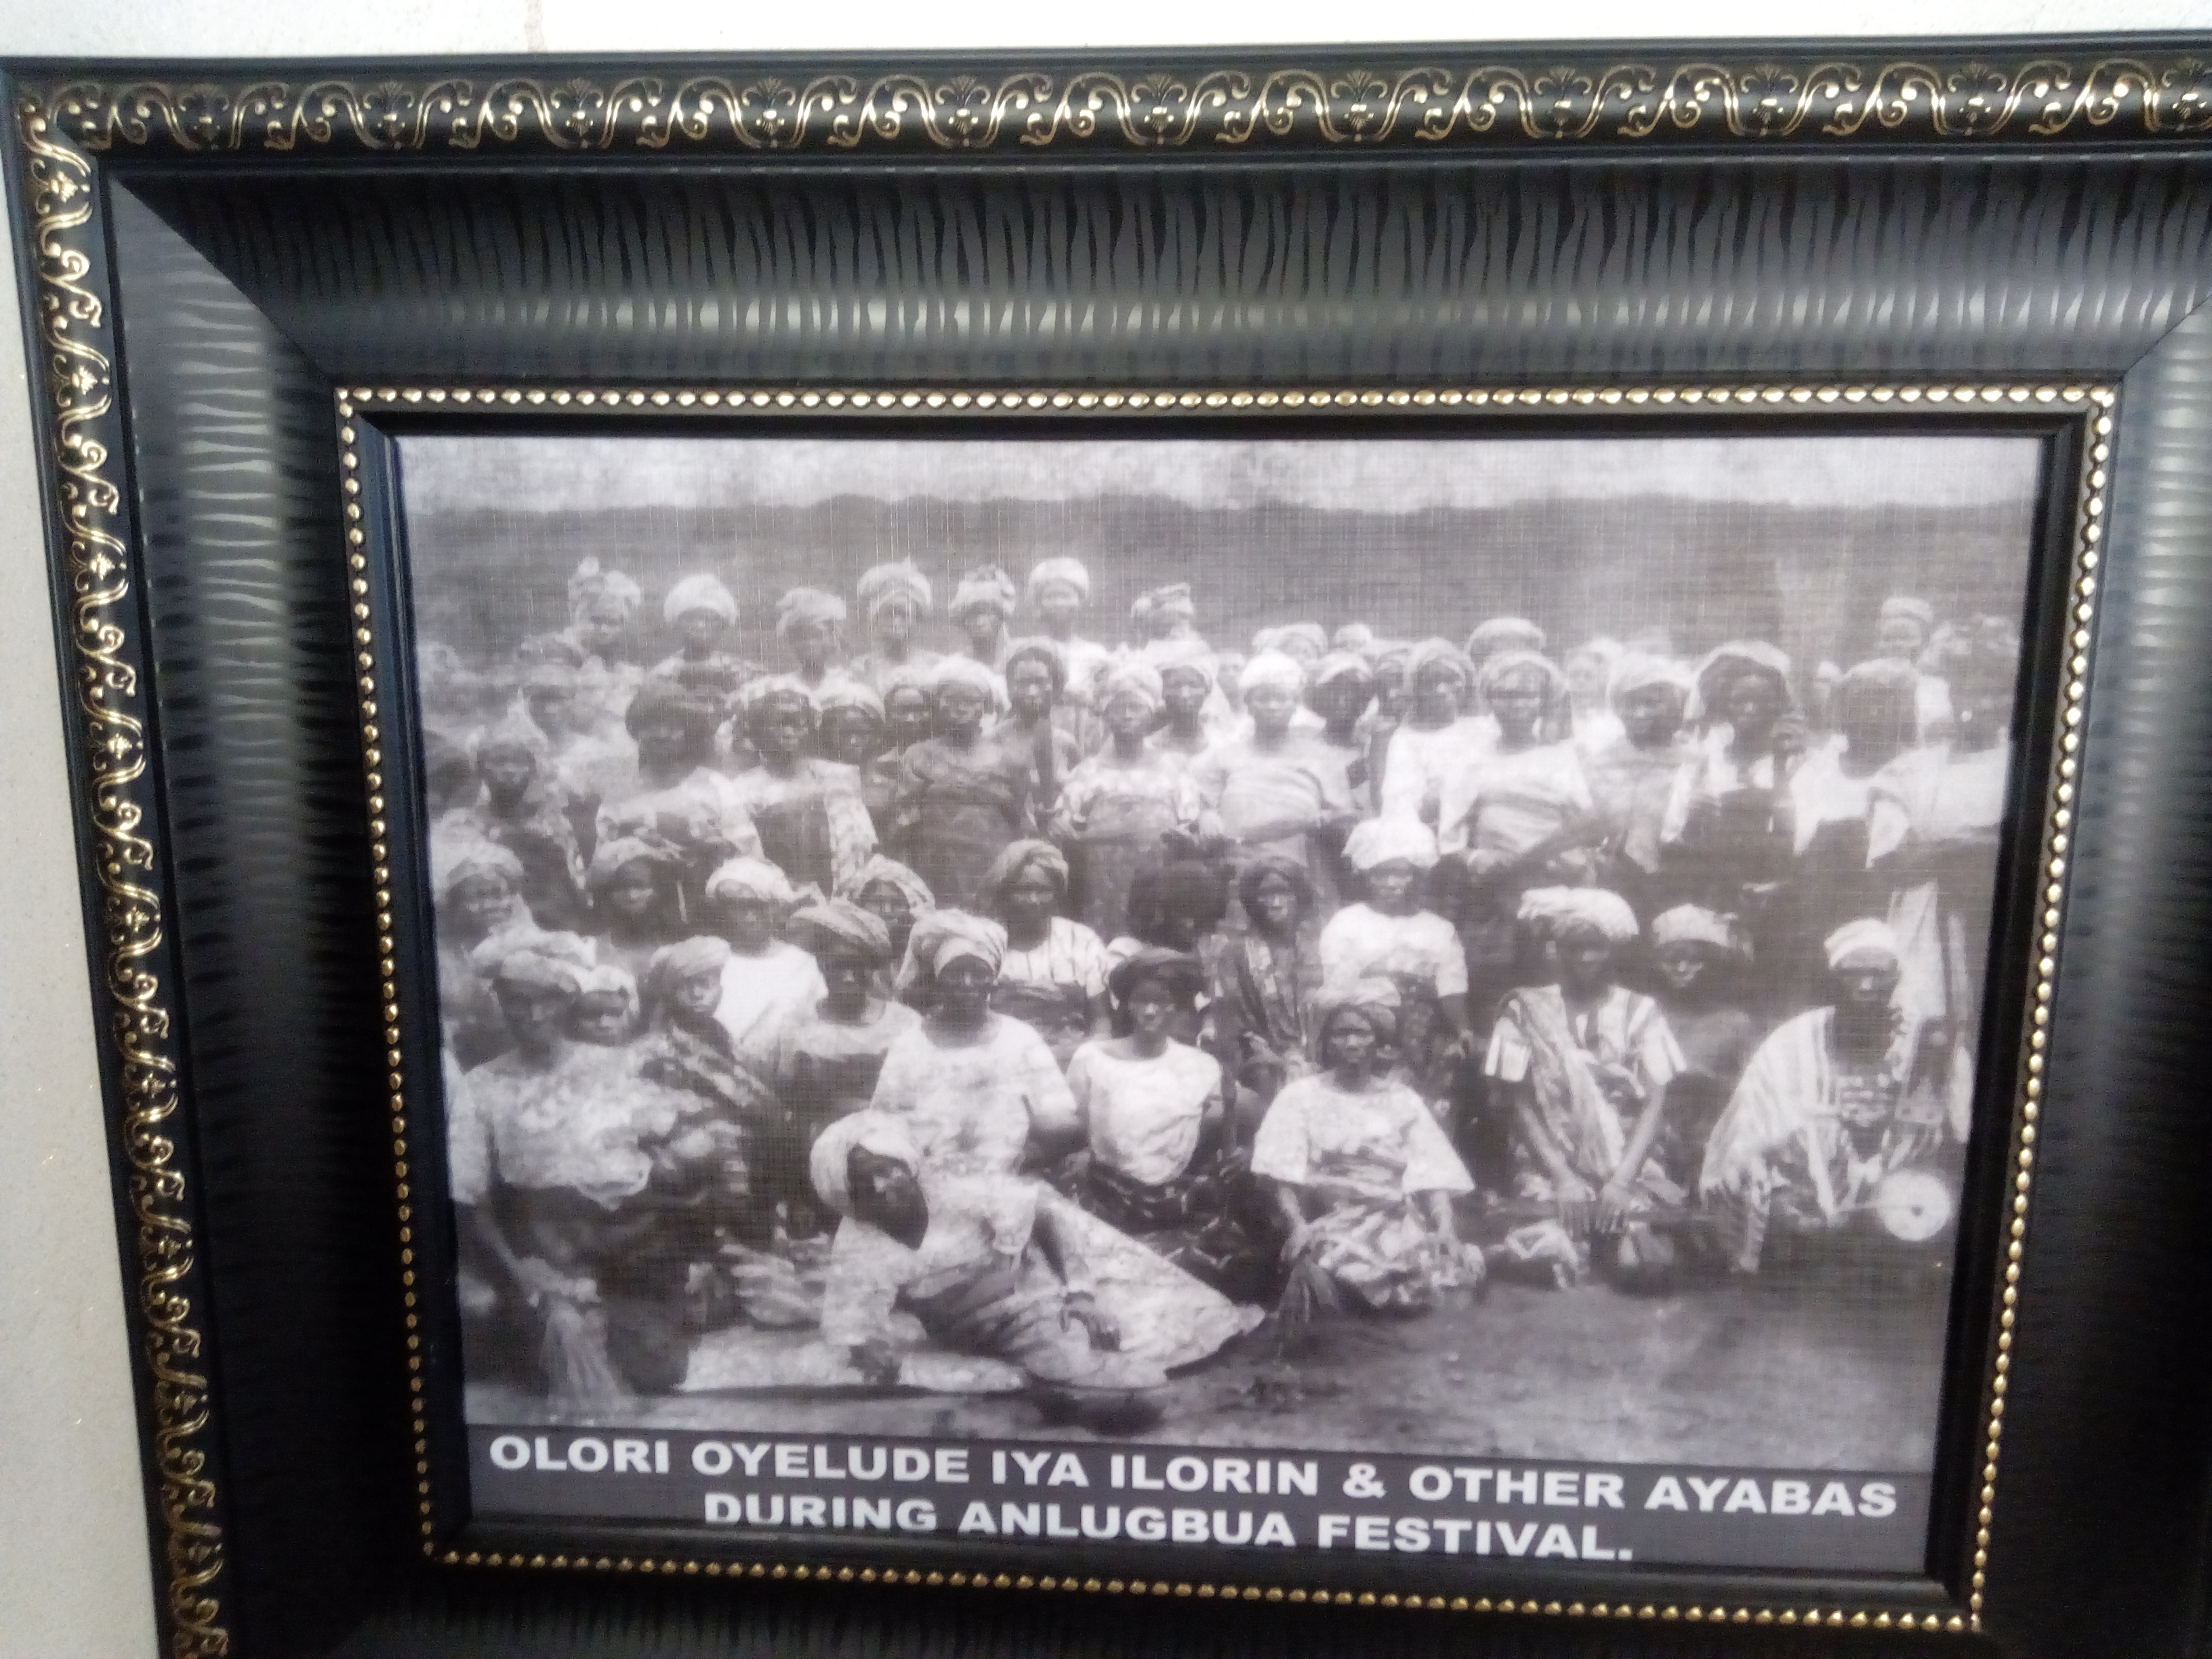 OLORI OYELUDE IYA ILORIN & OTHER AYABAS
DURING ANLUGBUA FESTIVAL.